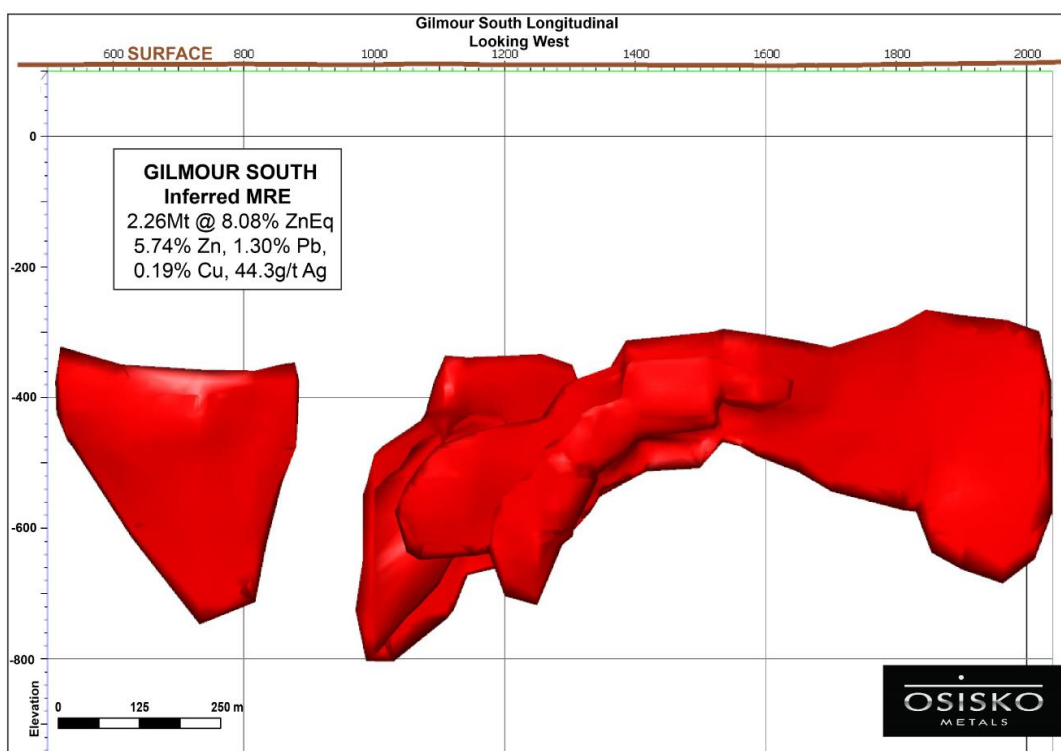 Gilmour South Longitudinal
Looking West
600 SURFACE 800 1000 1200 1400 1600 1800 2000
0
GILMOUR SOUTH
Inferred MRE
2.26Mt @ 8.08% ZnEq
5.74% Zn, 1.30% Pb,
0.19% Cu, 44.3g/t Ag
-200
-400
-600
-800
Elevation
0 125 250 m
OSISKO
METALS